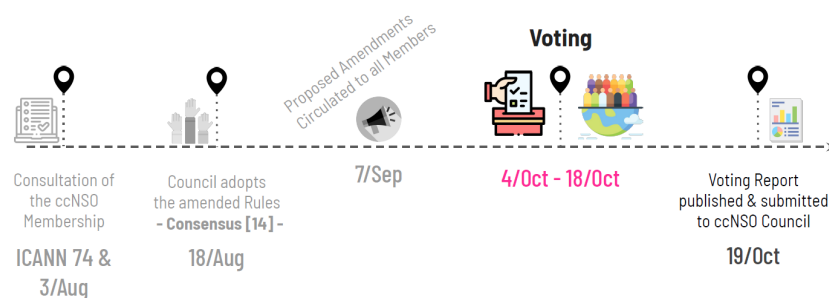 Proposed Amendments
Circulated to all Members
Voting
Consultation of
the ccNSO
Membership
ICANN 74 &
3/Aug
Council adopts
the amended Rules
- Consensus [14] -
18/Aug
7/Sep
4/Oct - 18/Oct
Voting Report
published & submitted
to ccNSO Council
19/Oct